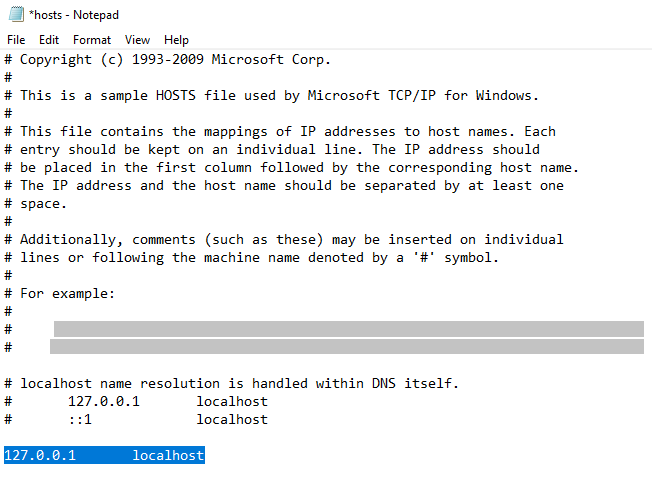 *hosts - Notepad
File Edit Format View Help
# Copyright (c) 1993-2009 Microsoft Corp.
#
# This is a sample HOSTS file used by Microsoft TCP/IP for Windows.
#
# This file contains the mappings of IP addresses to host names. Each
# entry should be kept on an individual line. The IP address should
# be placed in the first column followed by the corresponding host name.
# The IP address and the host name should be separated by at least one
# space.
#
# Additionally, comments (such as these) may be inserted on individual
# lines or following the machine name denoted by a '#' symbol.
#
# For example:
#
#
#
# localhost name resolution is handled within DNS itself.
#       127.0.0.1       localhost
#       ::1             localhost
127.0.0.1       localhost